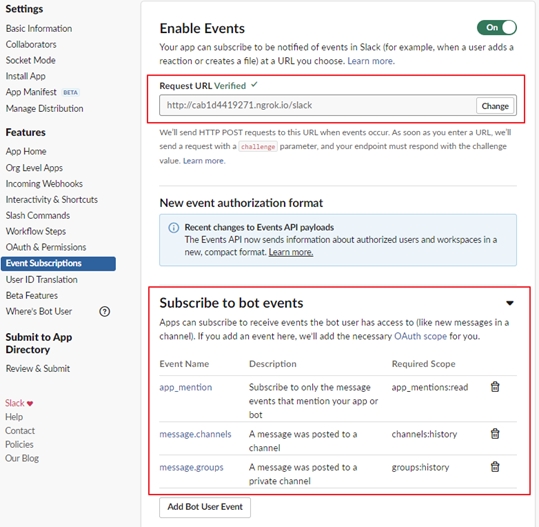 Settings
Basic Information
Collaborators
Socket Mode
Install App
App Manifest BETA
Manage Distribution
Features
App Home
Org Level Apps
Incoming Webhooks
Interactivity & Shortcuts
Slash Commands
Workflow Steps
OAuth & Permissions
Event Subscriptions
User ID Translation
Beta Features
Where's Bot User ?
Submit to App
Directory
Review & Submit
Slack ♥
Help
Contact
Policies
Our Blog
Enable Events
On
Your app can subscribe to be notified of events in Slack (for example, when a user adds a
reaction or creates a file) at a URL you choose. Learn more.
Request URL Verified ✓
http://cab1d4419271.ngrok.io/slack
Change
We'll send HTTP POST requests to this URL when events occur. As soon as you enter a URL, we'll
send a request with a challenge parameter, and your endpoint must respond with the challenge
value. Learn more.
New event authorization format
Recent changes to Events API payloads
The Events API now sends information about authorized users and workspaces in a
new, compact format. Learn more.
Subscribe to bot events
Apps can subscribe to receive events the bot user has access to (like new messages in a
channel). If you add an event here, we'll add the necessary OAuth scope for you.
Event Name Description Required Scope
app_mention Subscribe to only the message app_mentions:read
events that mention your app or
bot
message.channels A message was posted to a channels:history
channel
message.groups A message was posted to a groups:history
private channel
Add Bot User Event